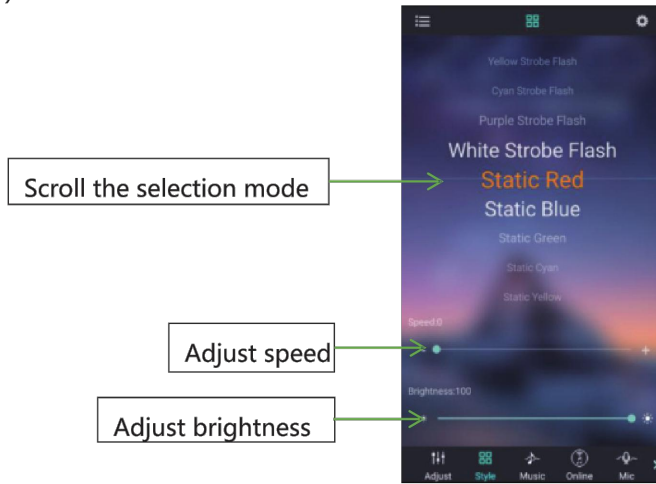 Yellow Strobe Flash
Cyan Strobe Flash
Purple Strobe Flash
White Strobe Flash
Scroll the selection mode
Static Red
Static Blue
Static Green
Static Cyan
Static Yellow
Speed:0
Adjust speed
Brightness:100
Adjust brightness
Adjust Style Music Online Mic